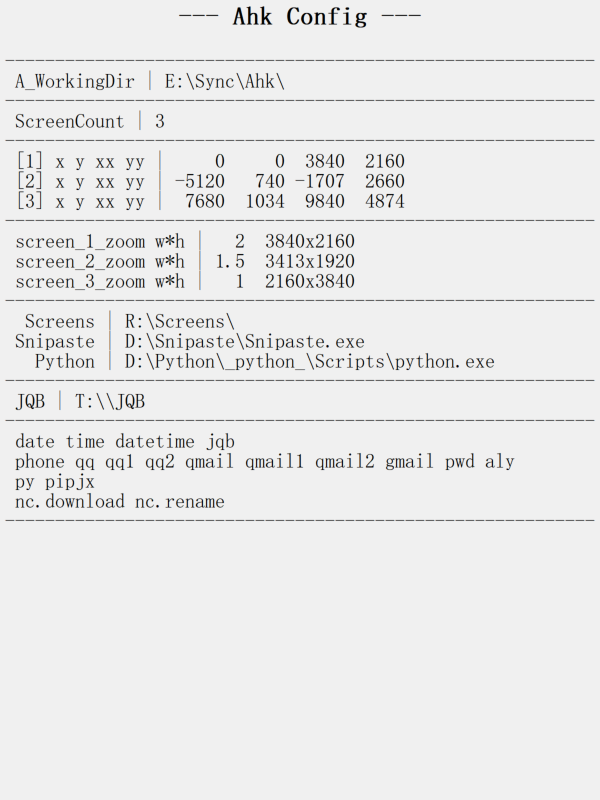 --- Ahk Config ---
A_WorkingDir | E:\Sync\Ahk\
ScreenCount | 3
[1] x y xx yy |     0     0  3840  2160
[2] x y xx yy | -5120   740 -1707  2660
[3] x y xx yy |  7680  1034  9840  4874
screen_1_zoom w*h |   2  3840x2160
screen_2_zoom w*h | 1.5  3413x1920
screen_3_zoom w*h |   1  2160x3840
Screens | R:\Screens\
Snipaste | D:\Snipaste\Snipaste.exe
Python | D:\Python\_python_\Scripts\python.exe
JQB | T:\\JQB
date time datetime jqb
phone qq qq1 qq2 qmail qmail1 qmail2 gmail pwd aly
py pipjx
nc.download nc.rename